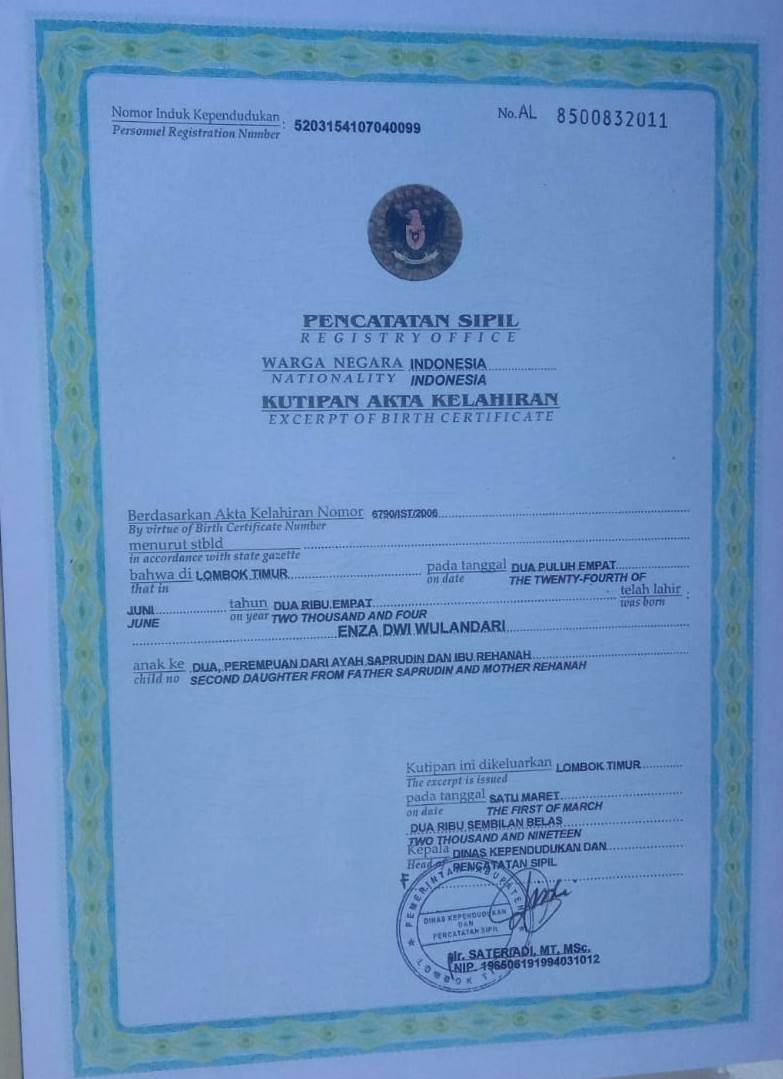 Nomor Induk Kependudukan : 5203154107040099
Personnel Registration Number
No. AL 8500832011
PENCATATAN SIPIL
REGISTRY OFFICE
WARGA NEGARA INDONESIA
NATIONALITY INDONESIA
KUTIPAN AKTA KELAHIRAN
EXCERPT OF BIRTH CERTIFICATE
Berdasarkan Akta Kelahiran Nomor 6790/IST/2006
By virtue of Birth Certificate Number
menurut stbld
in accordance with state gazette
bahwa di LOMBOK TIMUR pada tanggal DUA PULUH EMPAT
that in on date THE TWENTY-FOURTH OF
JUNI tahun DUA RIBU EMPAT telah lahir :
JUNE on year TWO THOUSAND AND FOUR was born
ENZA DWI WULANDARI
anak ke DUA, PEREMPUAN DARI AYAH SAPRUDIN DAN IBU REHANAH
child no SECOND DAUGHTER FROM FATHER SAPRUDIN AND MOTHER REHANAH
Kutipan ini dikeluarkan LOMBOK TIMUR
The excerpt is issued
pada tanggal SATU MARET
on date THE FIRST OF MARCH
DUA RIBU SEMBILAN BELAS
TWO THOUSAND AND NINETEEN
Kepala DINAS KEPENDUDUKAN DAN
Head of PENCATATAN SIPIL
PEMERINTAH KABUPATEN
DINAS KEPENDUDUKAN
DAN
PENCATATAN SIPIL
LOMBOK
Ir. SATERIADI, MT. MSc.
NIP. 196506191994031012